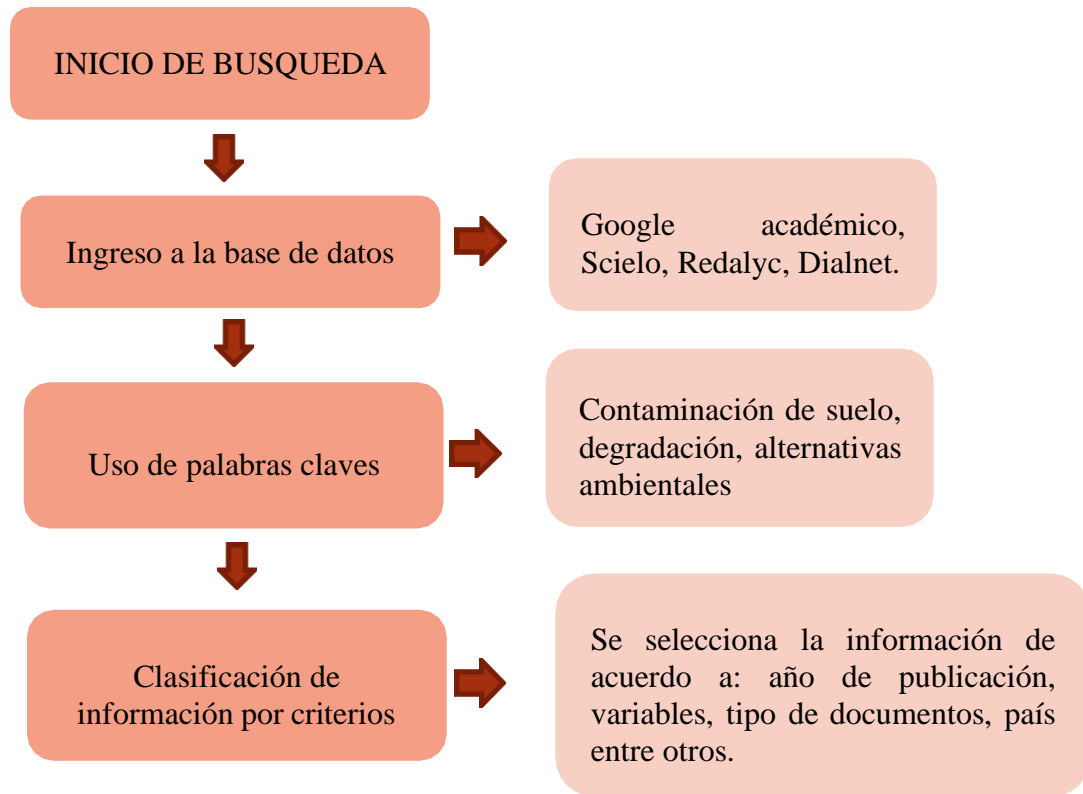 INICIO DE BUSQUEDA
Ingreso a la base de datos
Google académico,
Scielo, Redalyc, Dialnet.
Uso de palabras claves
Contaminación de suelo,
degradación, alternativas
ambientales
Clasificación de
información por criterios
Se selecciona la información de
acuerdo a: año de publicación,
variables, tipo de documentos, país
entre otros.